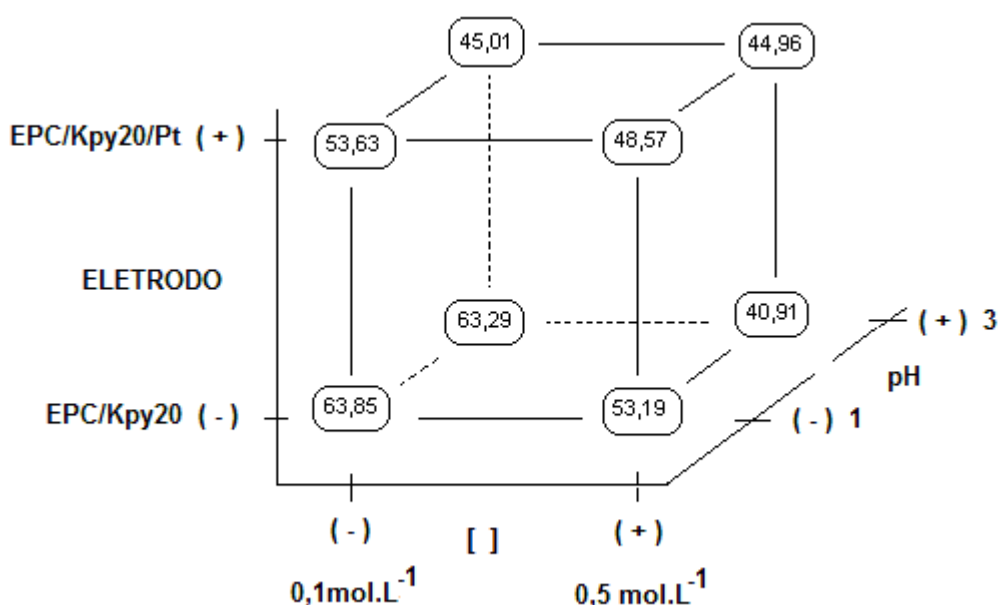 45,01 44,96
EPC/Kpy20/Pt ( + ) 53,63 48,57
ELETRODO
63,29 40,91 ( + ) 3
pH
EPC/Kpy20 ( - ) 63,85 53,19 ( - ) 1
( - ) [ ] ( + )
0,1mol.L-1 0,5 mol.L-1